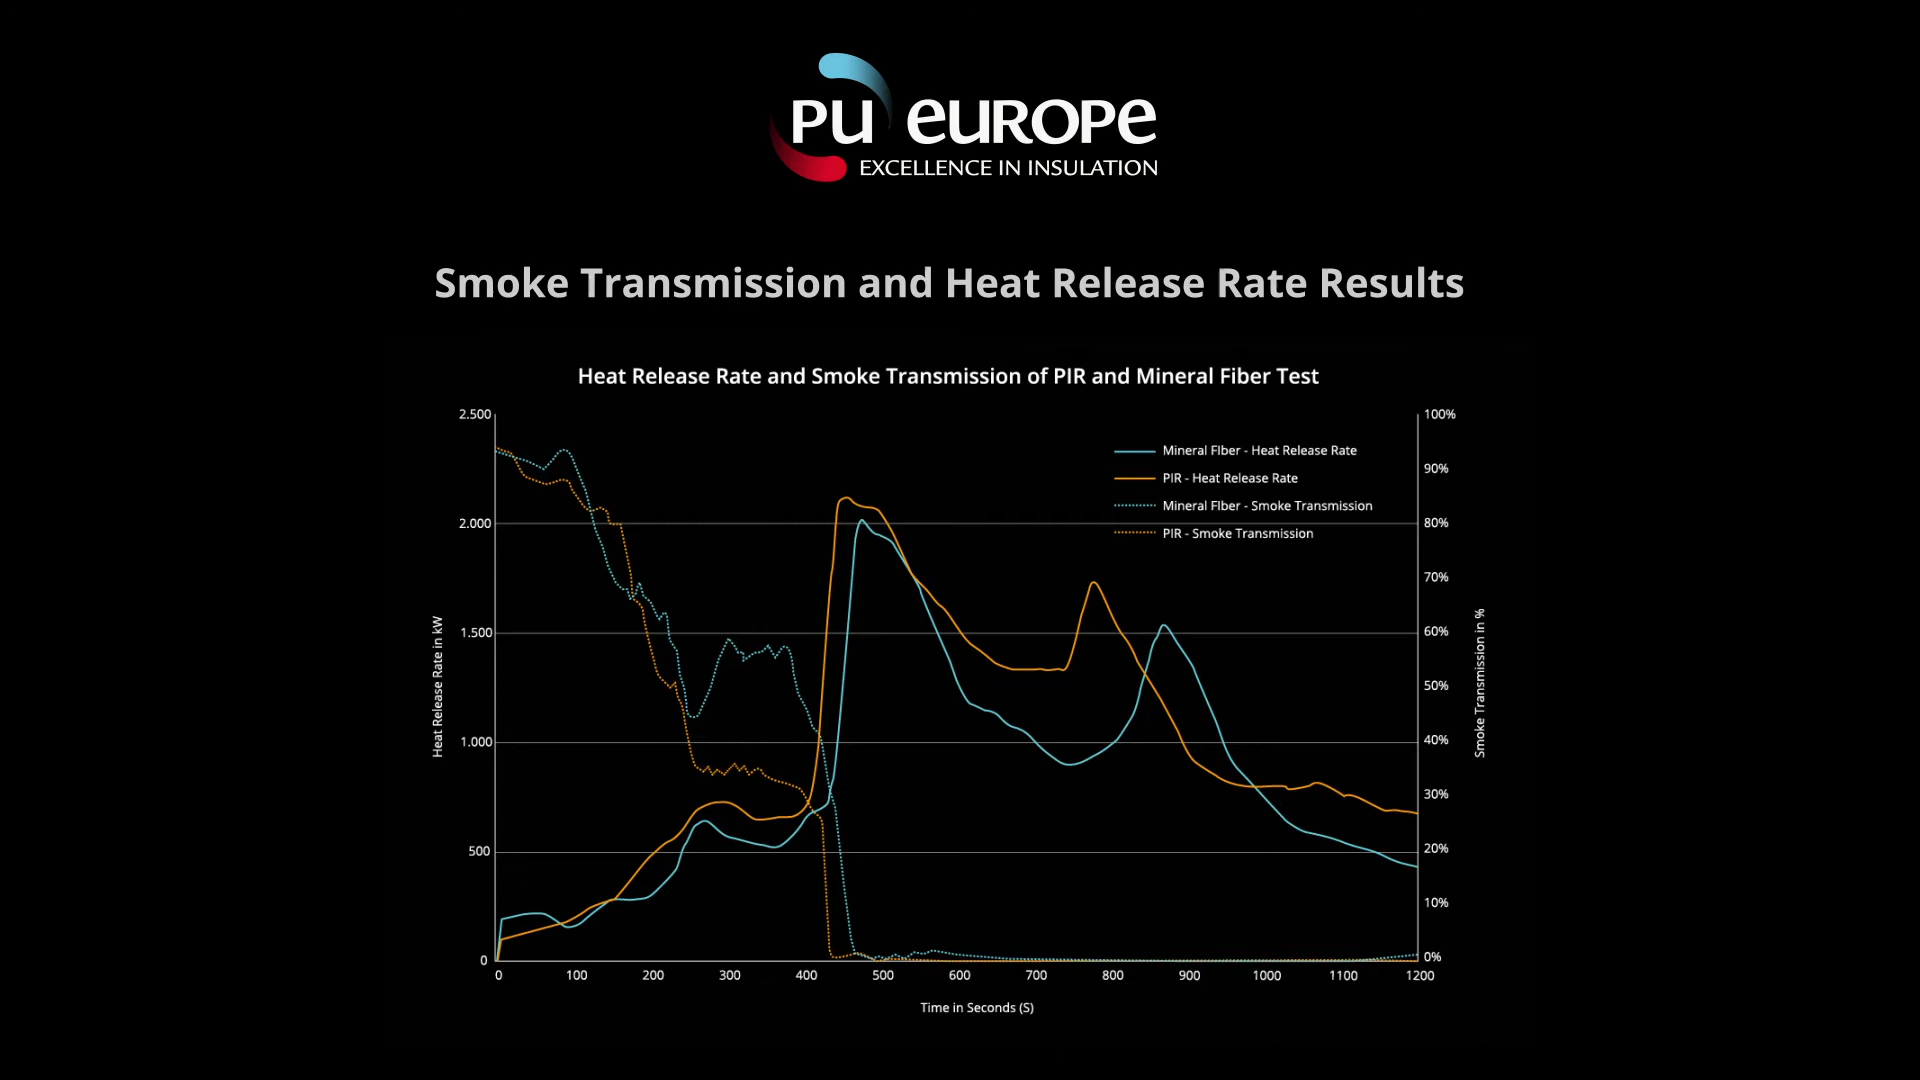 PU EUROPE
EXCELLENCE IN INSULATION
Smoke Transmission and Heat Release Rate Results
Heat Release Rate and Smoke Transmission of PIR and Mineral Fiber Test
2.500
2.000
1.500
1.000
500
0
Heat Release Rate in kW
Mineral FIber - Heat Release Rate
PIR - Heat Release Rate
Mineral FIber - Smoke Transmission
PIR - Smoke Transmission
100%
90%
80%
70%
60%
50%
40%
30%
20%
10%
0%
Smoke Transmission in %
0 100 200 300 400 500 600 700 800 900 1000 1100 1200
Time in Seconds (S)